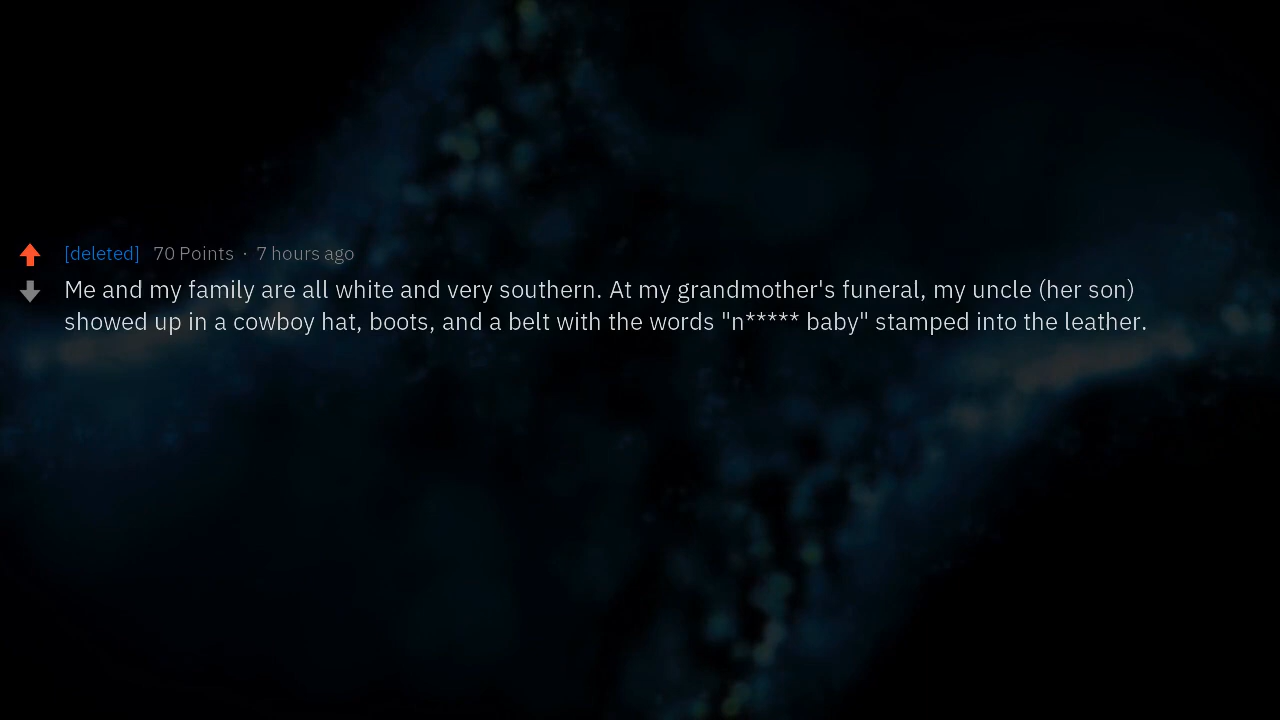 [deleted] 70 Points · 7 hours ago
Me and my family are all white and very southern. At my grandmother's funeral, my uncle (her son)
showed up in a cowboy hat, boots, and a belt with the words "n***** baby" stamped into the leather.